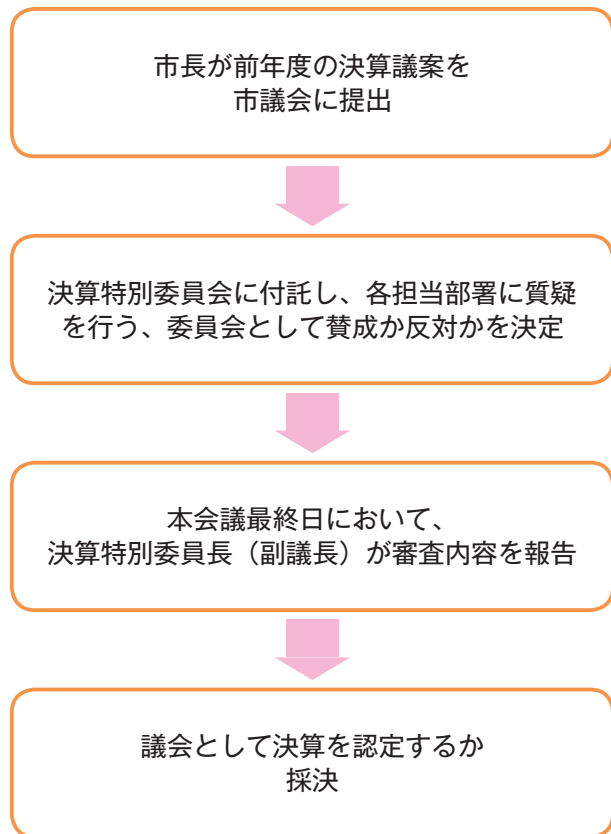 市長が前年度の決算議案を
市議会に提出
決算特別委員会に付託し、各担当部署に質疑
を行う、委員会として賛成か反対かを決定
本会議最終日において、
決算特別委員長（副議長）が審査内容を報告
議会として決算を認定するか
採決